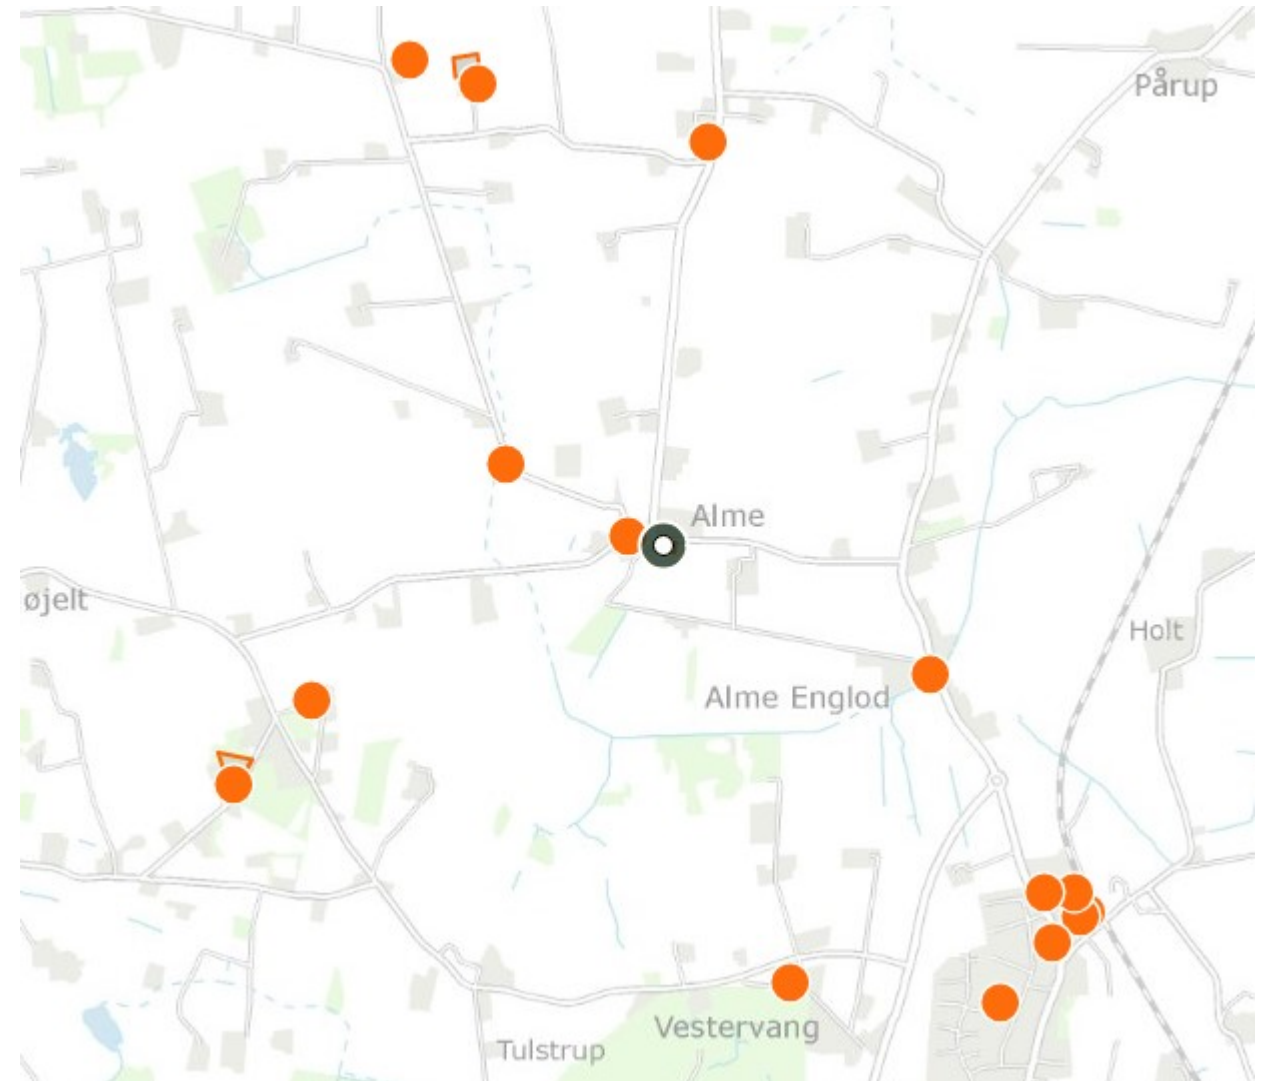 Pårup
Alme
øjelt
Holt
Alme Englod
Vestervang
Tulstrup